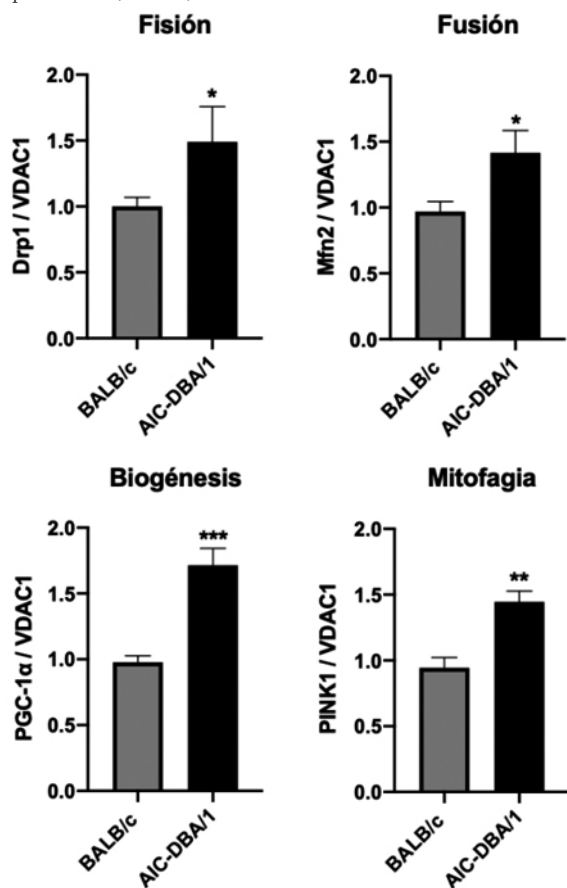 Fisión
Drp1 / VDAC1
2.0
1.5
1.0
0.5
0.0
*
BALB/c
AIC-DBA/1
Fusión
Mfn2 / VDAC1
2.0
1.5
1.0
0.5
0.0
*
BALB/c
AIC-DBA/1
Biogénesis
PGC-1α / VDAC1
2.0
1.5
1.0
0.5
0.0
***
BALB/c
AIC-DBA/1
Mitofagia
PINK1 / VDAC1
2.0
1.5
1.0
0.5
0.0
**
BALB/c
AIC-DBA/1